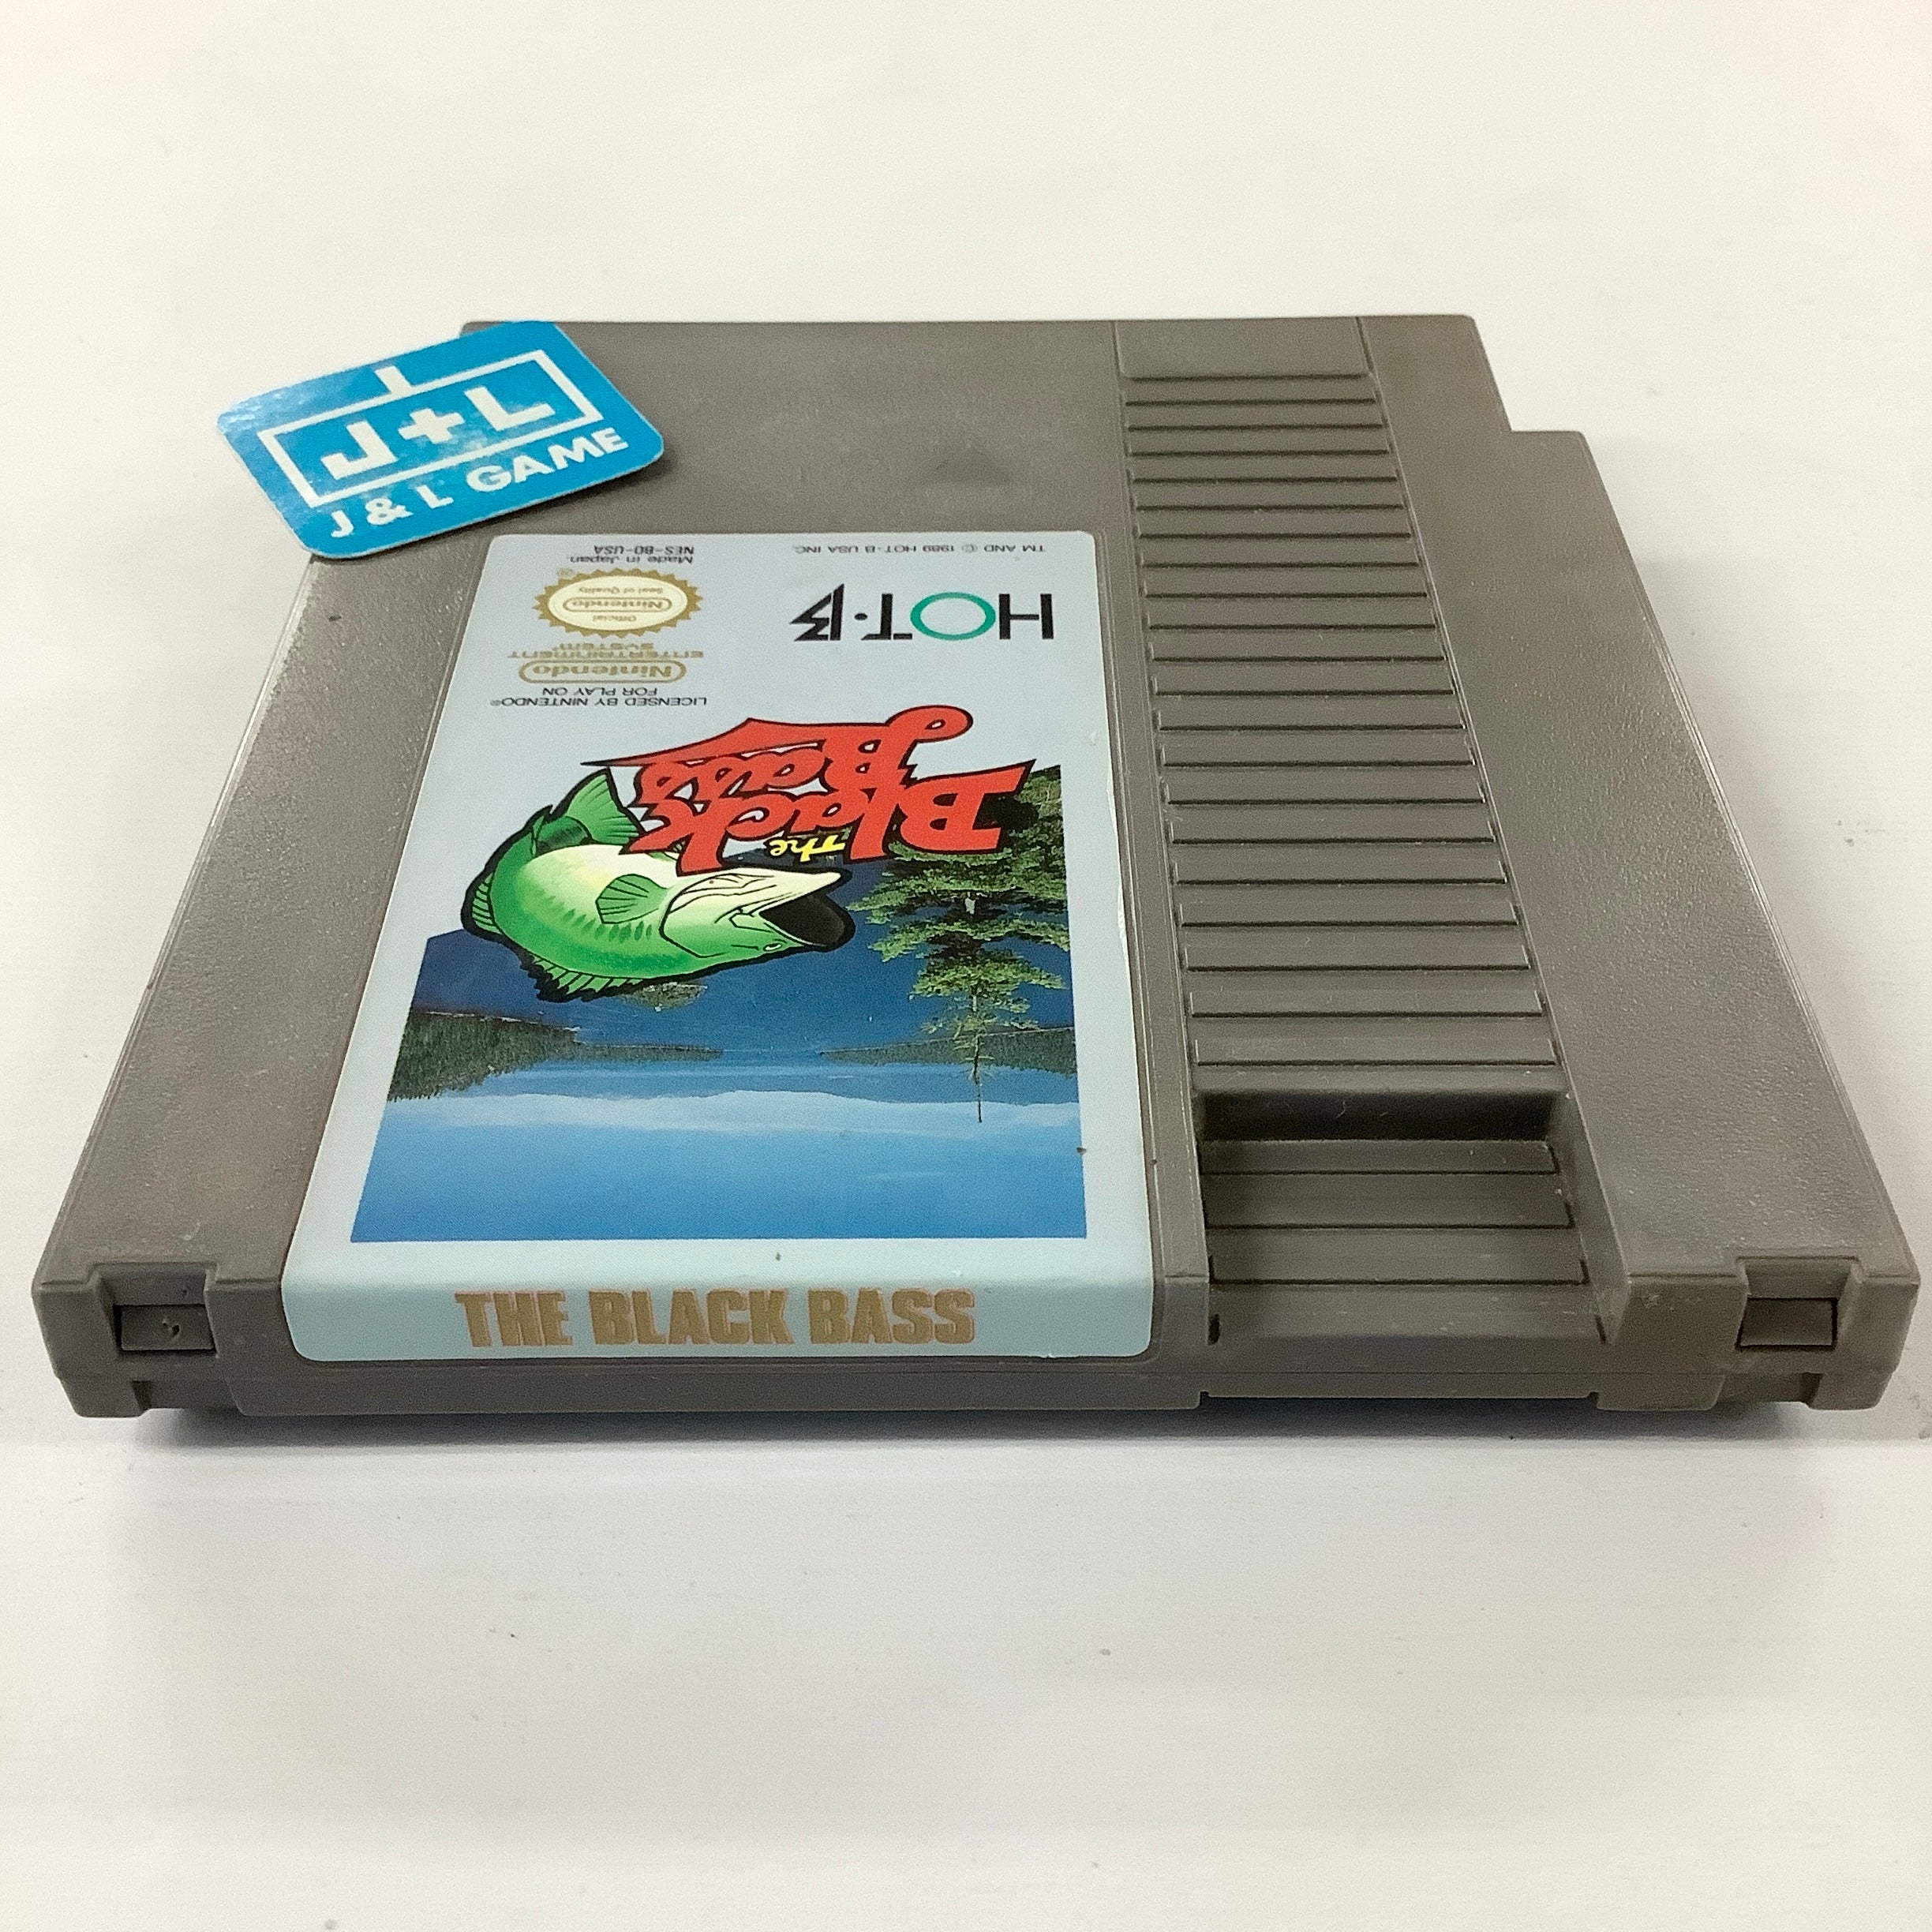 J+L
J & L GAME
TM AND © 1989 HOT·B USA INC.
Made in Japan.
NES-B0-USA
HOT·B
Official
Nintendo
Seal of Quality
®
LICENSED BY NINTENDO®
FOR PLAY ON
Nintendo
ENTERTAINMENT
SYSTEM®
The
Black
Bass
THE BLACK BASS